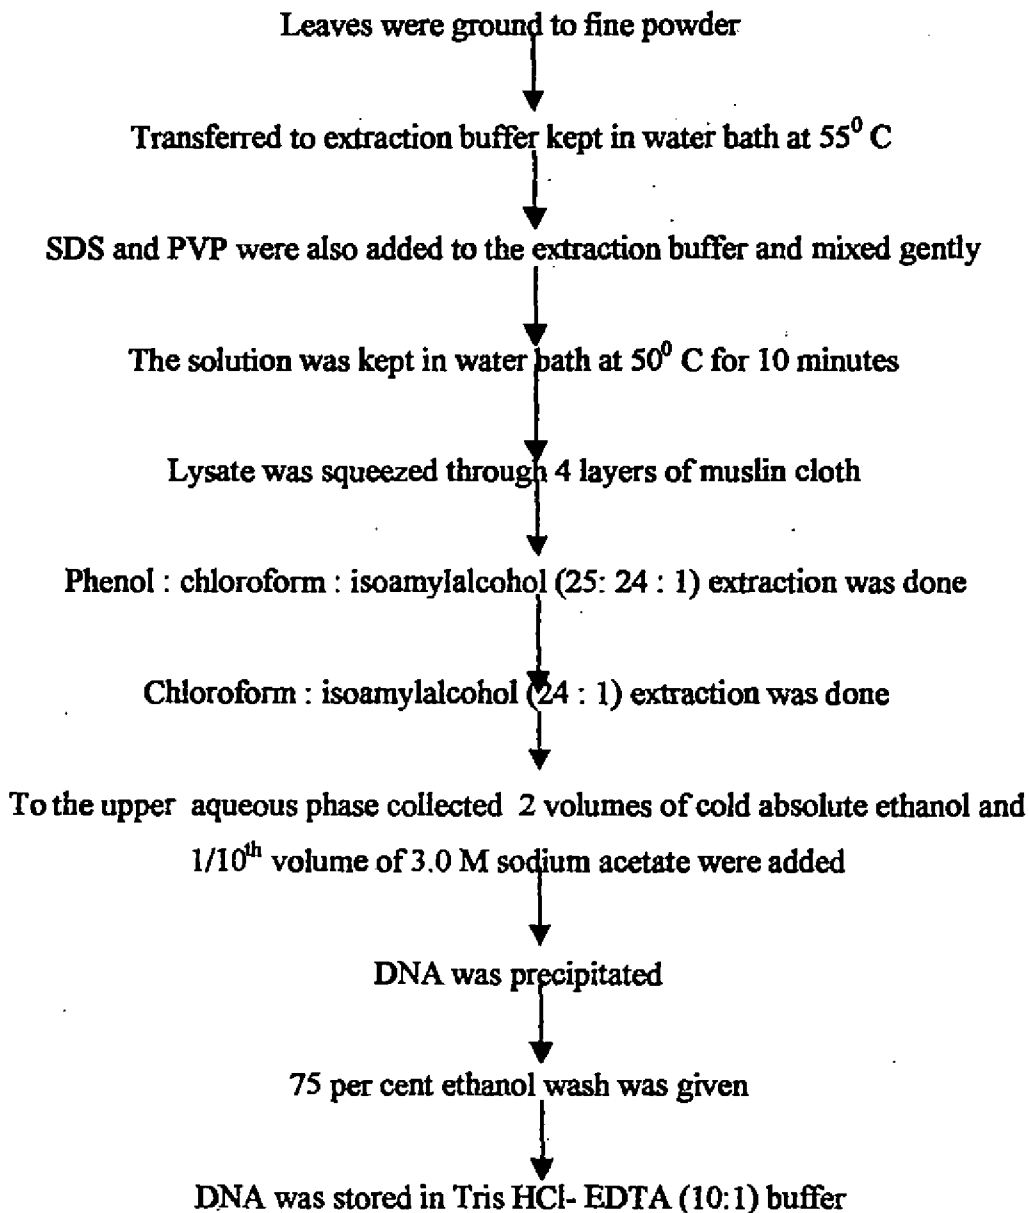 Leaves were ground to fine powder
Transferred to extraction buffer kept in water bath at 55⁰ C
SDS and PVP were also added to the extraction buffer and mixed gently
The solution was kept in water bath at 50⁰ C for 10 minutes
Lysate was squeezed through 4 layers of muslin cloth
Phenol : chloroform : isoamylalcohol (25: 24 : 1) extraction was done
Chloroform : isoamylalcohol (24 : 1) extraction was done
To the upper aqueous phase collected 2 volumes of cold absolute ethanol and
1/10ᵗʰ volume of 3.0 M sodium acetate were added
DNA was precipitated
75 per cent ethanol wash was given
DNA was stored in Tris HCl- EDTA (10:1) buffer